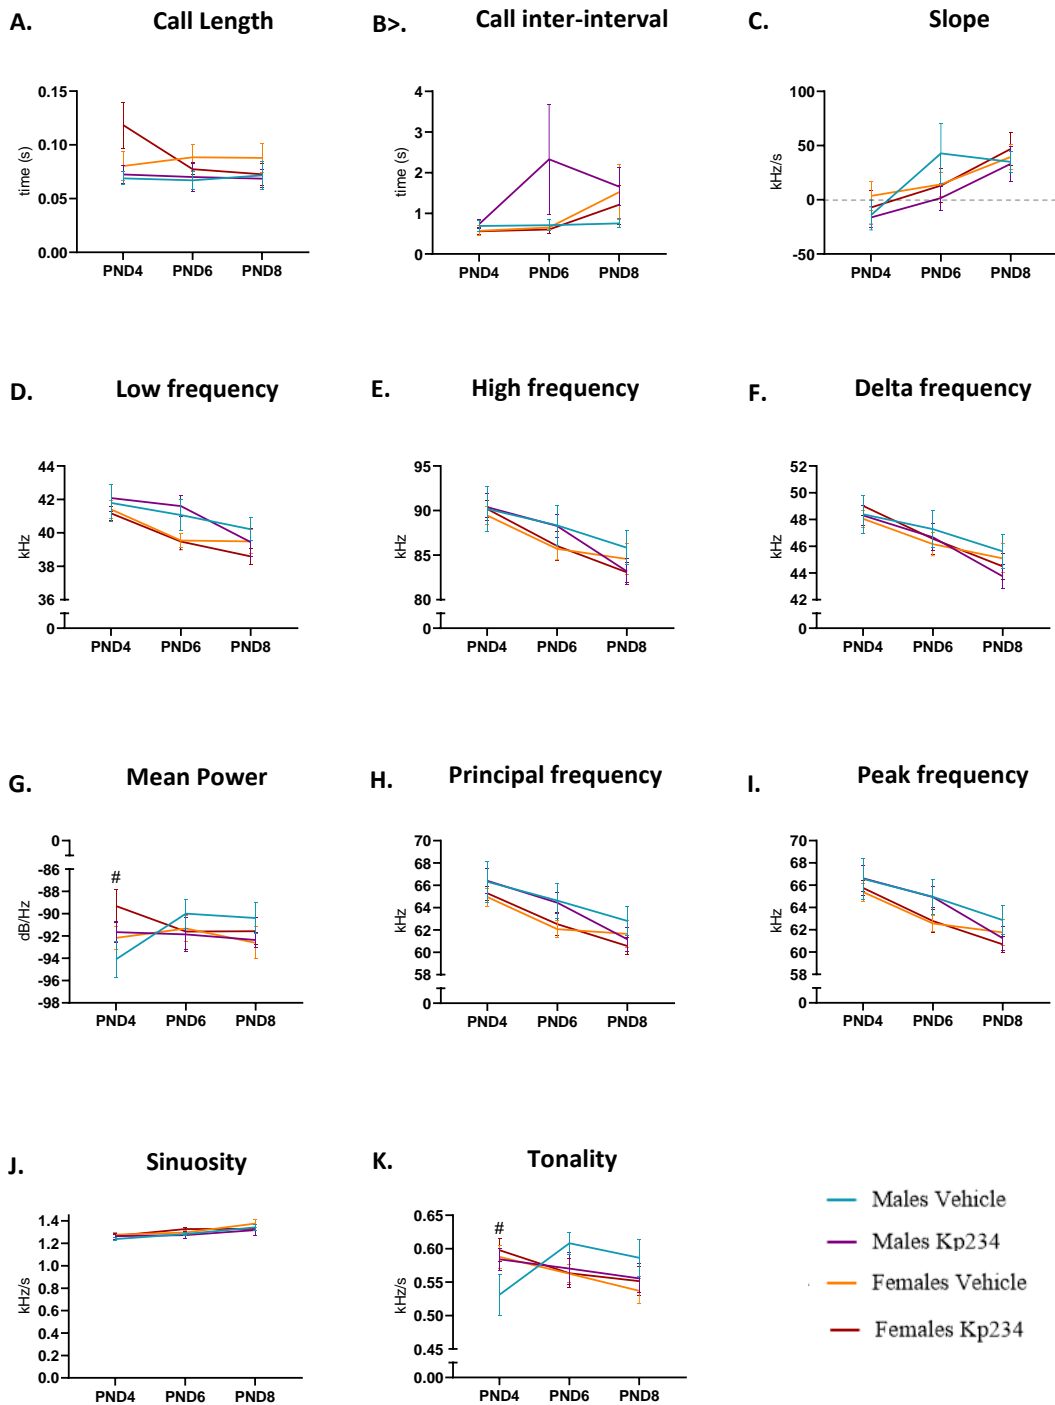 A. Call Length
B>. Call inter-interval
C. Slope
0.15
0.10
0.05
0.00
time (s)
PND4 PND6 PND8
4
3
2
1
0
time (s)
PND4 PND6 PND8
100
50
0
-50
kHz/s
PND4 PND6 PND8
D. Low frequency
E. High frequency
F. Delta frequency
44
42
40
38
36
0
kHz
PND4 PND6 PND8
95
90
85
80
0
kHz
PND4 PND6 PND8
52
50
48
46
44
42
0
kHz
PND4 PND6 PND8
G. Mean Power
H. Principal frequency
I. Peak frequency
0
-86
-88
-90
-92
-94
-96
-98
dB/Hz
#
PND4 PND6 PND8
70
68
66
64
62
60
58
0
kHz
PND4 PND6 PND8
70
68
66
64
62
60
58
0
kHz
PND4 PND6 PND8
J. Sinuosity
K. Tonality
1.4
1.2
1.0
0.8
0.6
0.4
0.2
0.0
kHz/s
PND4 PND6 PND8
0.65
0.60
0.55
0.50
0.45
0.00
kHz/s
#
PND4 PND6 PND8
Males Vehicle
Males Kp234
Females Vehicle
Females Kp234